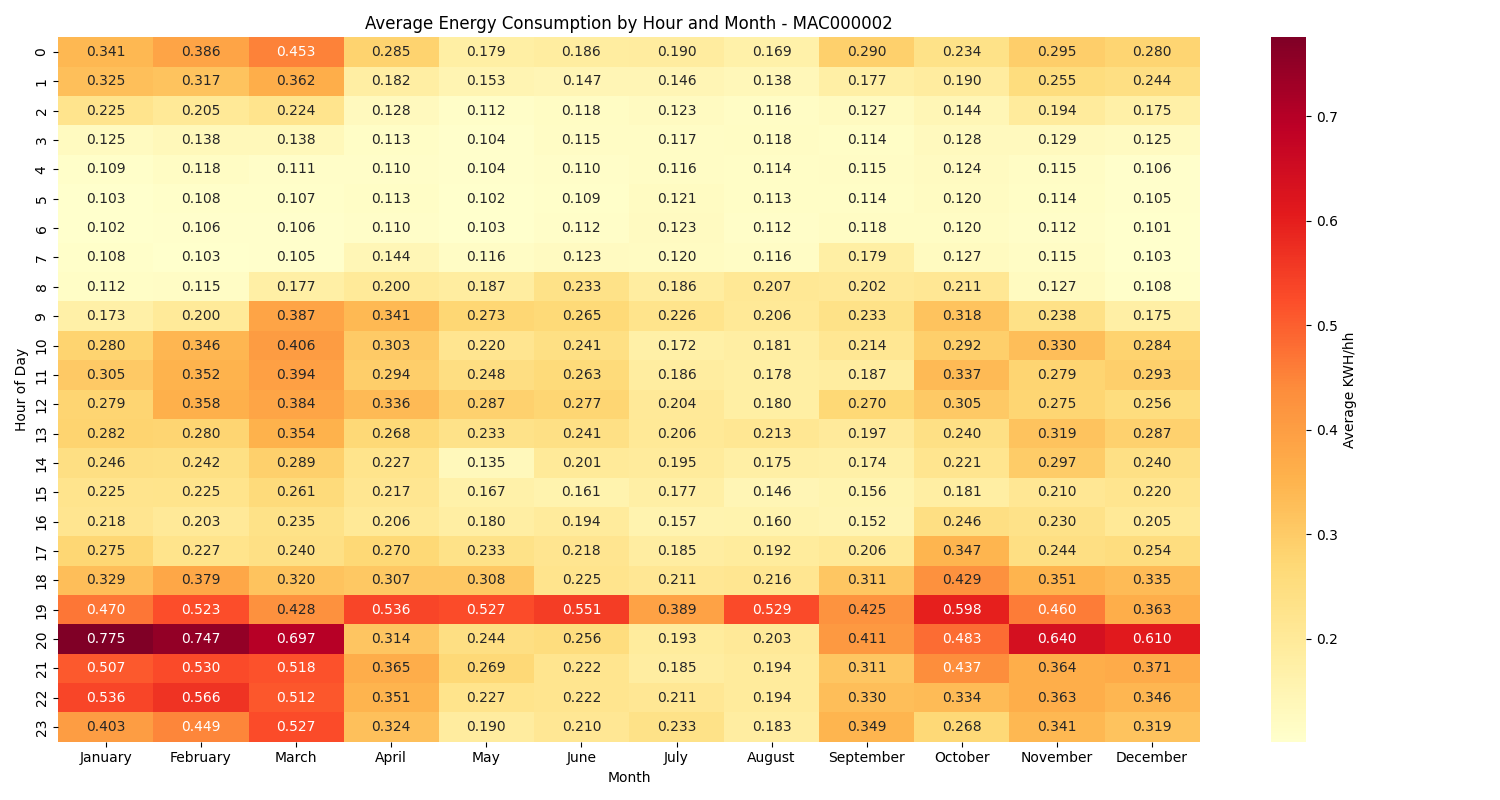 Average Energy Consumption by Hour and Month - MAC000002
0 0.341 0.386 0.453 0.285 0.179 0.186 0.190 0.169 0.290 0.234 0.295 0.280
1 0.325 0.317 0.362 0.182 0.153 0.147 0.146 0.138 0.177 0.190 0.255 0.244
2 0.225 0.205 0.224 0.128 0.112 0.118 0.123 0.116 0.127 0.144 0.194 0.175
3 0.125 0.138 0.138 0.113 0.104 0.115 0.117 0.118 0.114 0.128 0.129 0.125
4 0.109 0.118 0.111 0.110 0.104 0.110 0.116 0.114 0.115 0.124 0.115 0.106
5 0.103 0.108 0.107 0.113 0.102 0.109 0.121 0.113 0.114 0.120 0.114 0.105
6 0.102 0.106 0.106 0.110 0.103 0.112 0.123 0.112 0.118 0.120 0.112 0.101
7 0.108 0.103 0.105 0.144 0.116 0.123 0.120 0.116 0.179 0.127 0.115 0.103
8 0.112 0.115 0.177 0.200 0.187 0.233 0.186 0.207 0.202 0.211 0.127 0.108
9 0.173 0.200 0.387 0.341 0.273 0.265 0.226 0.206 0.233 0.318 0.238 0.175
10 0.280 0.346 0.406 0.303 0.220 0.241 0.172 0.181 0.214 0.292 0.330 0.284
11 0.305 0.352 0.394 0.294 0.248 0.263 0.186 0.178 0.187 0.337 0.279 0.293
12 0.279 0.358 0.384 0.336 0.287 0.277 0.204 0.180 0.270 0.305 0.275 0.256
13 0.282 0.280 0.354 0.268 0.233 0.241 0.206 0.213 0.197 0.240 0.319 0.287
14 0.246 0.242 0.289 0.227 0.135 0.201 0.195 0.175 0.174 0.221 0.297 0.240
15 0.225 0.225 0.261 0.217 0.167 0.161 0.177 0.146 0.156 0.181 0.210 0.220
16 0.218 0.203 0.235 0.206 0.180 0.194 0.157 0.160 0.152 0.246 0.230 0.205
17 0.275 0.227 0.240 0.270 0.233 0.218 0.185 0.192 0.206 0.347 0.244 0.254
18 0.329 0.379 0.320 0.307 0.308 0.225 0.211 0.216 0.311 0.429 0.351 0.335
19 0.470 0.523 0.428 0.536 0.527 0.551 0.389 0.529 0.425 0.598 0.460 0.363
20 0.775 0.747 0.697 0.314 0.244 0.256 0.193 0.203 0.411 0.483 0.640 0.610
21 0.507 0.530 0.518 0.365 0.269 0.222 0.185 0.194 0.311 0.437 0.364 0.371
22 0.536 0.566 0.512 0.351 0.227 0.222 0.211 0.194 0.330 0.334 0.363 0.346
23 0.403 0.449 0.527 0.324 0.190 0.210 0.233 0.183 0.349 0.268 0.341 0.319
January February March April May June July August September October November December
Month
Hour of Day
0.7
0.6
0.5
0.4
0.3
0.2
Average KWH/hh